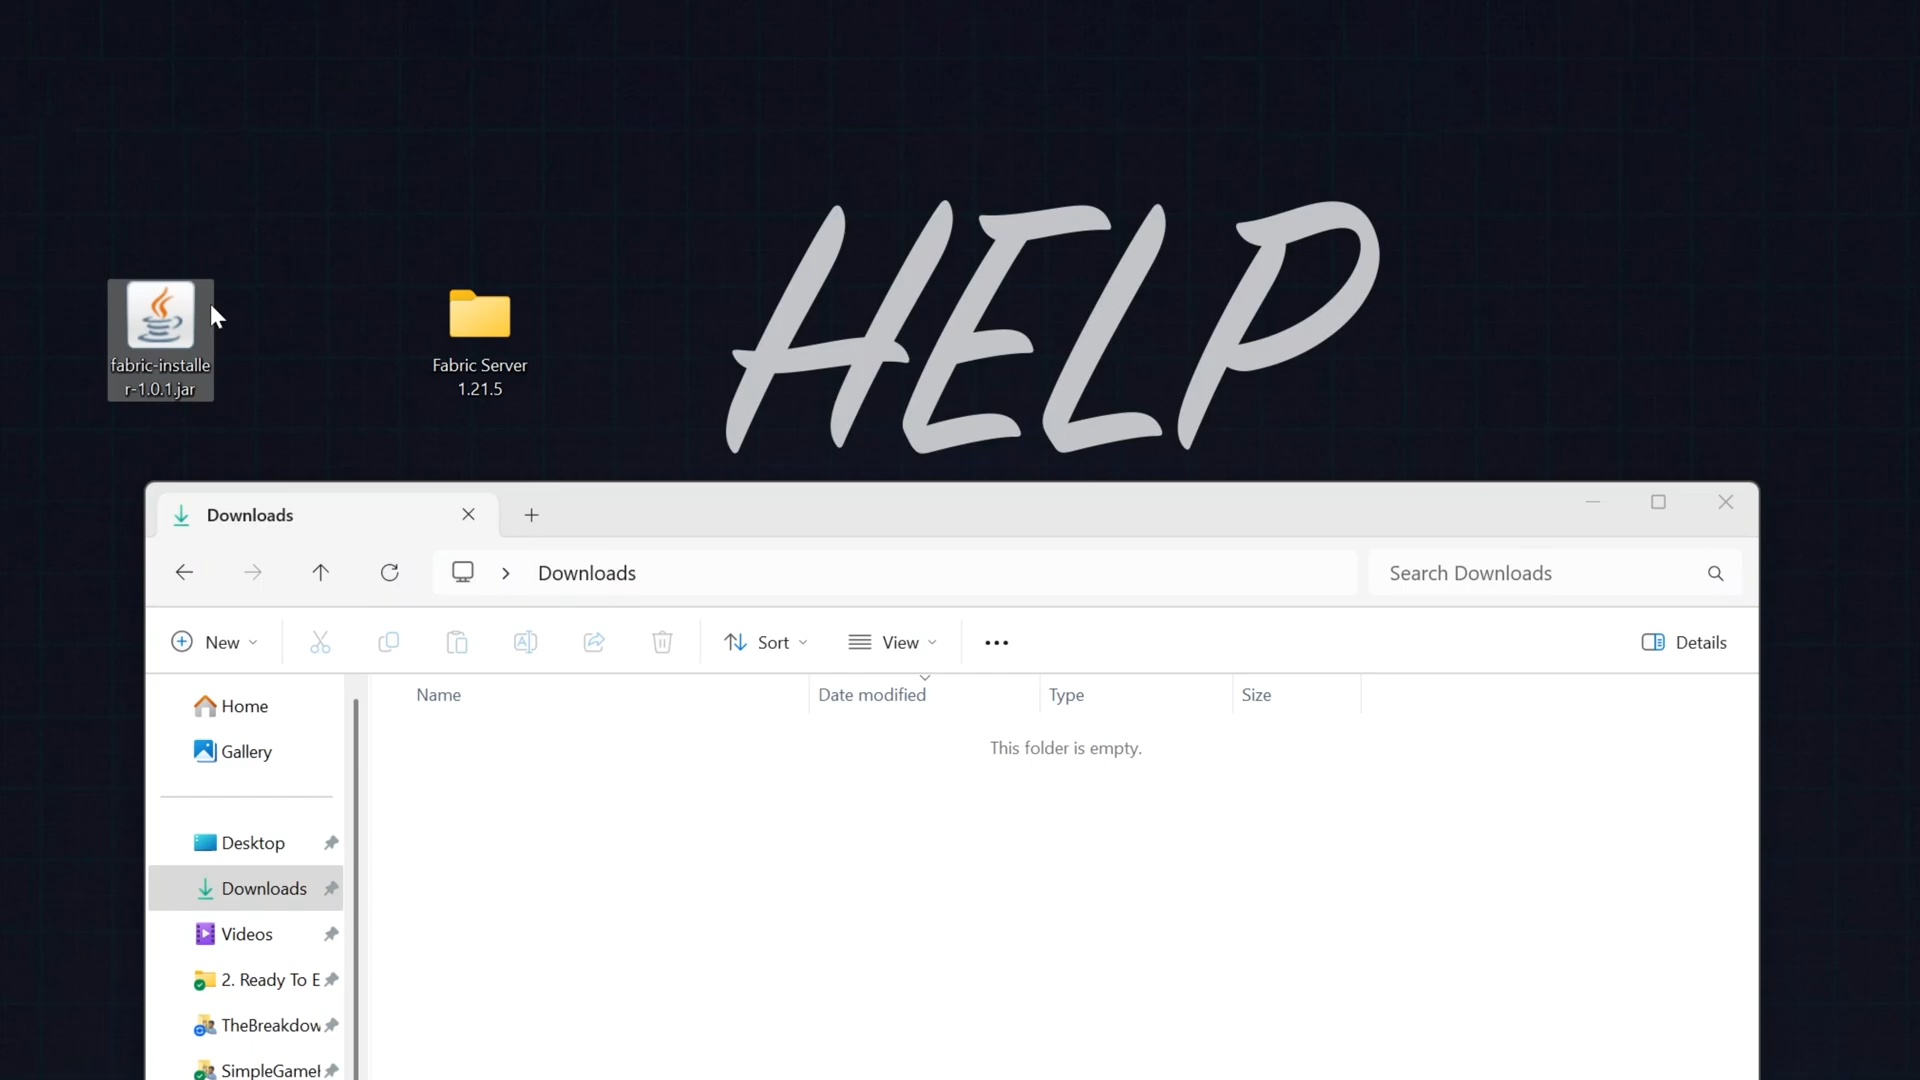 HELP
fabric-installe
r-1.0.1.jar
Fabric Server
1.21.5
Downloads
Downloads
Search Downloads
New
Sort
View
Details
Name
Date modified
Type
Size
This folder is empty.
Home
Gallery
Desktop
Downloads
Videos
2. Ready To E
TheBreakdow
SimpleGame